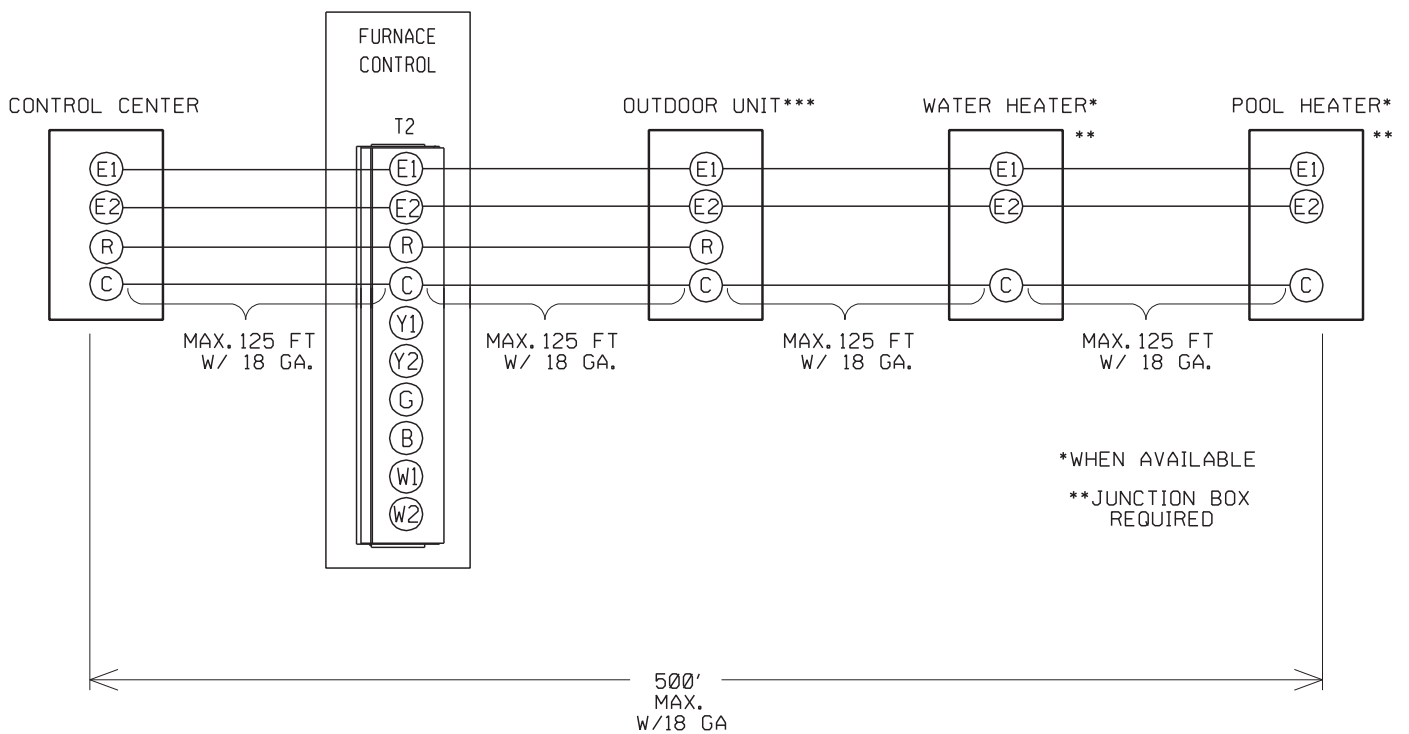 FURNACE
CONTROL
CONTROL CENTER
OUTDOOR UNIT***
WATER HEATER*
**
POOL HEATER*
**
T2
E1
E1
E1
E1
E1
E2
E2
E2
E2
E2
R
R
R
C
C
C
C
C
Y1
MAX. 125 FT
W/ 18 GA.
MAX. 125 FT
W/ 18 GA.
MAX. 125 FT
W/ 18 GA.
MAX. 125 FT
W/ 18 GA.
Y2
G
B
W1
W2
*WHEN AVAILABLE
**JUNCTION BOX
REQUIRED
500'
MAX.
W/18 GA